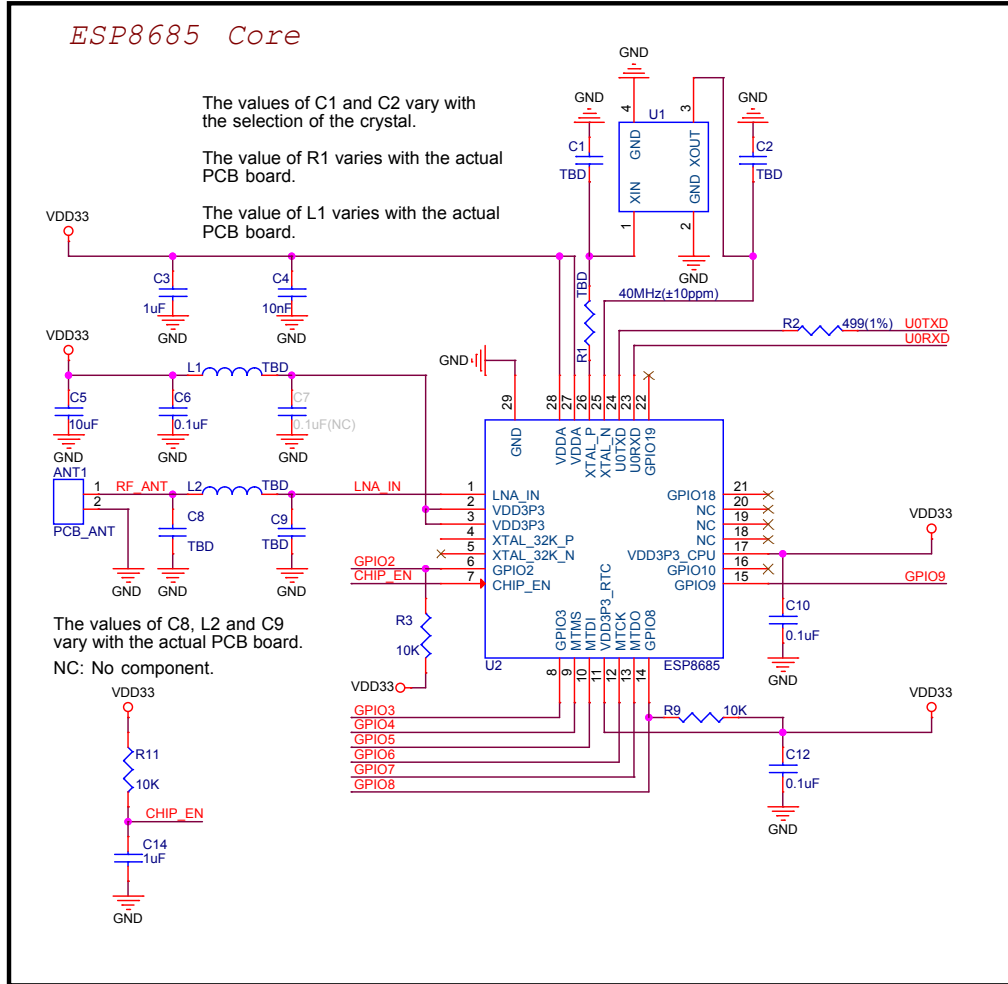 ESP8685 Core
The values of C1 and C2 vary with
the selection of the crystal.
The value of R1 varies with the actual
PCB board.
The value of L1 varies with the actual
PCB board.
GND
GND
GND
4
3
U1
C1
TBD
GND
XOUT
XIN
GND
C2
TBD
1
2
GND
VDD33
C3
1uF
GND
C4
10nF
GND
TBD
R1
40MHz(±10ppm)
R2
499(1%)
U0TXD
U0RXD
VDD33
L1
TBD
C5
10uF
GND
C6
0.1uF
GND
C7
0.1uF(NC)
GND
GND
29
28
27
26
25
24
23
22
GND
VDDA
VDDA
XTAL_P
XTAL_N
U0TXD
U0RXD
GPIO19
ANT1
1
2
PCB_ANT
RF_ANT
L2
TBD
LNA_IN
C8
TBD
C9
TBD
GND
GND
GND
GPIO2
CHIP_EN
1
2
3
4
5
6
7
LNA_IN
VDD3P3
VDD3P3
XTAL_32K_P
XTAL_32K_N
GPIO2
CHIP_EN
GPIO18
NC
NC
NC
VDD3P3_CPU
GPIO10
GPIO9
21
20
19
18
17
16
15
VDD33
GPIO9
C10
0.1uF
GND
R3
10K
VDD33
GPIO3
MTMS
MTDI
VDD3P3_RTC
MTCK
MTDO
GPIO8
U2
ESP8685
8
9
10
11
12
13
14
The values of C8, L2 and C9
vary with the actual PCB board.
NC: No component.
VDD33
R11
10K
CHIP_EN
C14
1uF
GND
GPIO3
GPIO4
GPIO5
GPIO6
GPIO7
GPIO8
R9
10K
VDD33
C12
0.1uF
GND